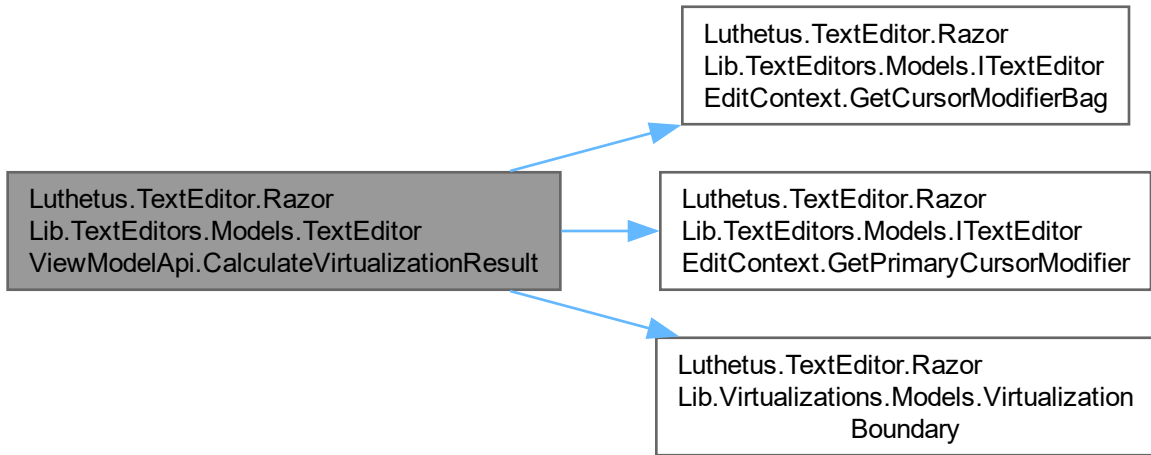 Luthetus.TextEditor.Razor
Lib.TextEditors.Models.TextEditor
ViewModelApi.CalculateVirtualizationResult
Luthetus.TextEditor.Razor
Lib.TextEditors.Models.ITextEditor
EditContext.GetCursorModifierBag
Luthetus.TextEditor.Razor
Lib.TextEditors.Models.ITextEditor
EditContext.GetPrimaryCursorModifier
Luthetus.TextEditor.Razor
Lib.Virtualizations.Models.Virtualization
Boundary